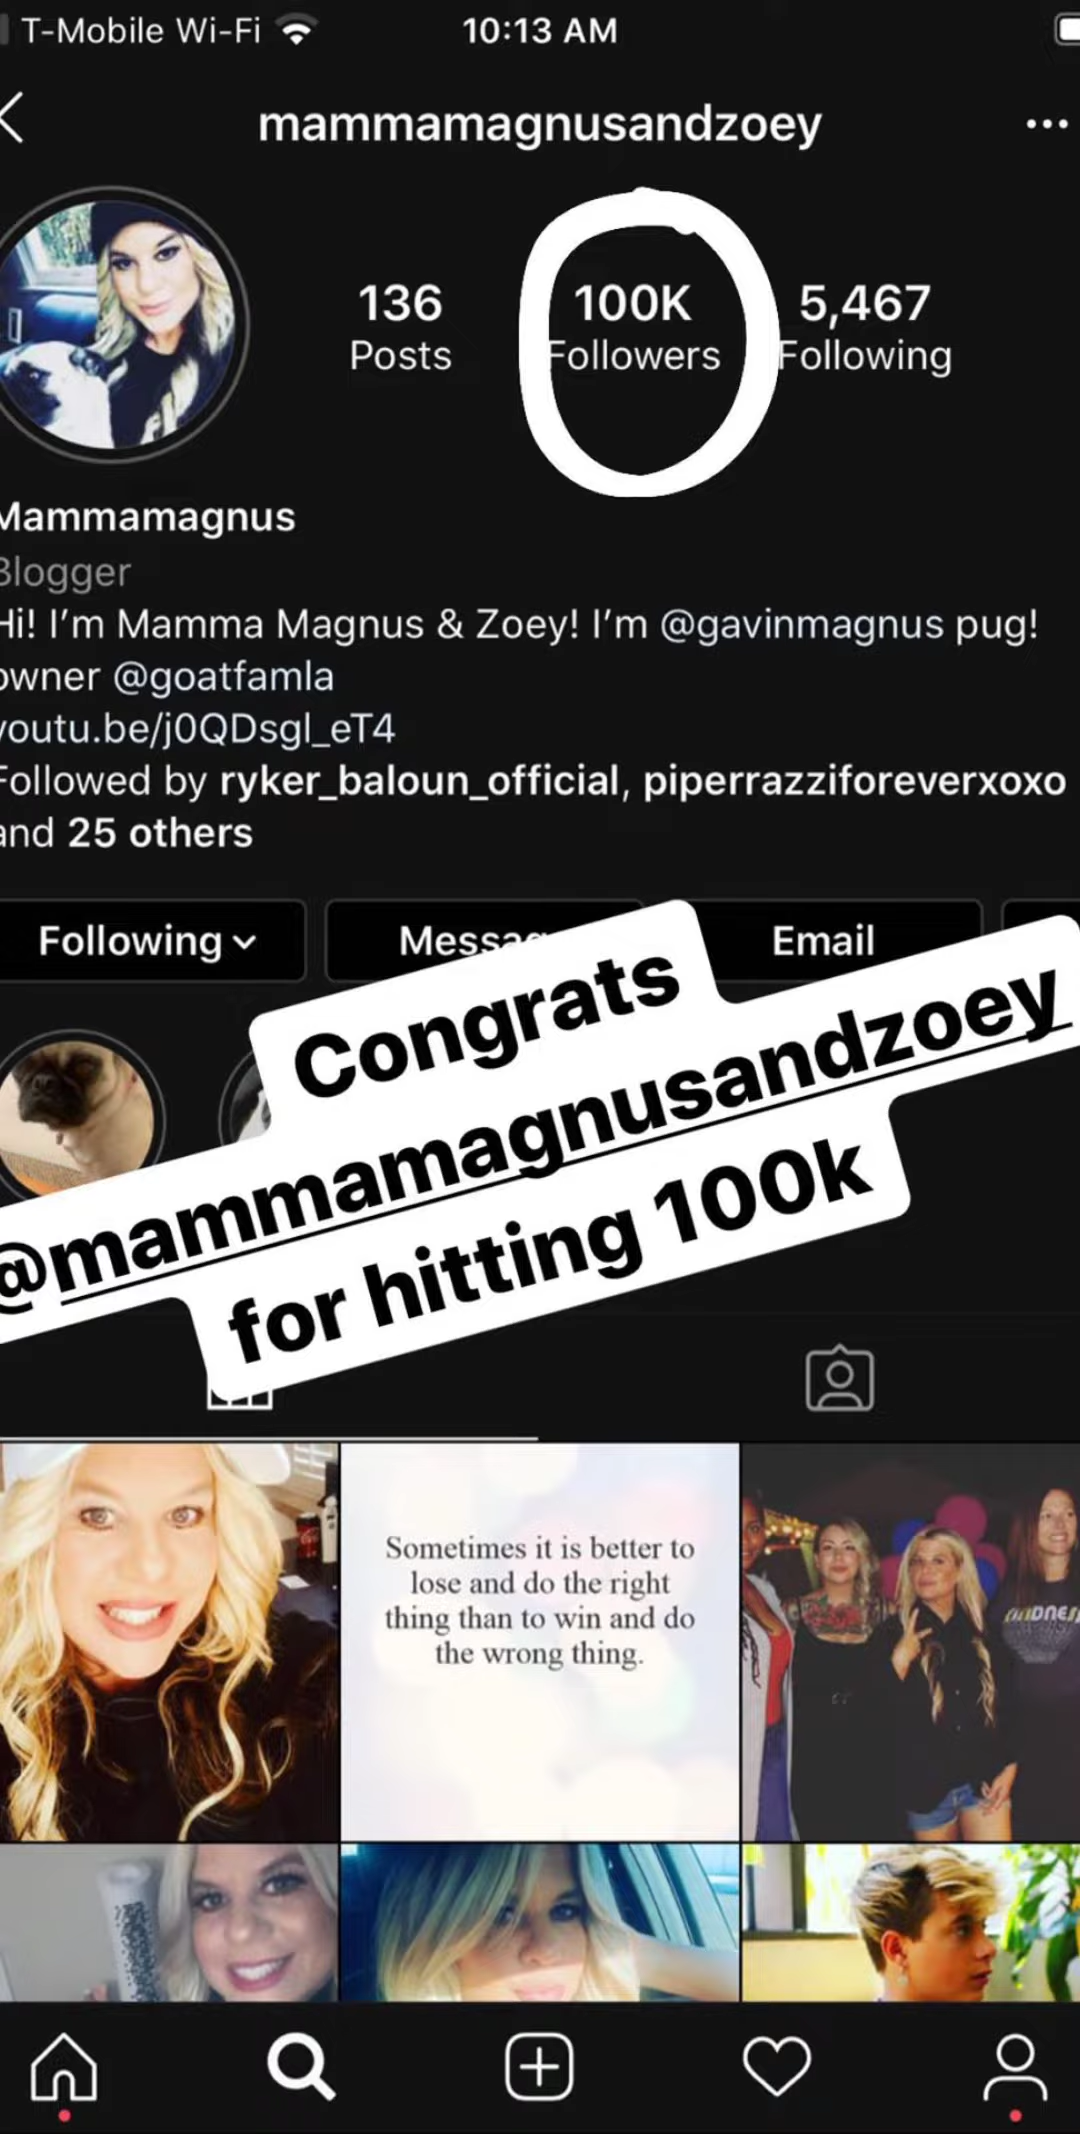 T-Mobile Wi-Fi 10:13 AM
mammamagnusandzoey
136 100K 5,467
Posts Followers Following
Mammamagnus
Blogger
Hi! I'm Mamma Magnus & Zoey! I'm @gavinmagnus pug!
owner @goatfamla
youtu.be/j0QDsgl_eT4
Followed by ryker_baloun_official, piperrazziforeverxoxo
and 25 others
Following Email
Congrats
@mammamagnusandzoey
for hitting 100k
Sometimes it is better to
lose and do the right
thing than to win and do
the wrong thing.